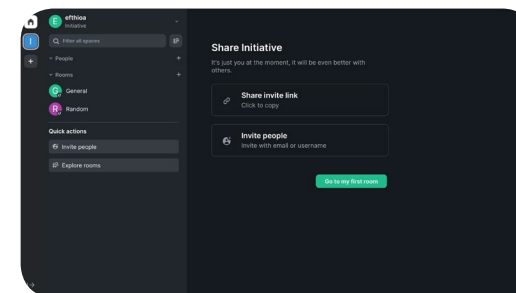 E
efthioa
Initiative
I
Filter all spaces
People
Rooms
G
General
R
Random
Quick actions
Invite people
Explore rooms
Share Initiative
It's just you at the moment, it will be even better with
others.
Share invite link
Click to copy
Invite people
Invite with email or username
Go to my first room